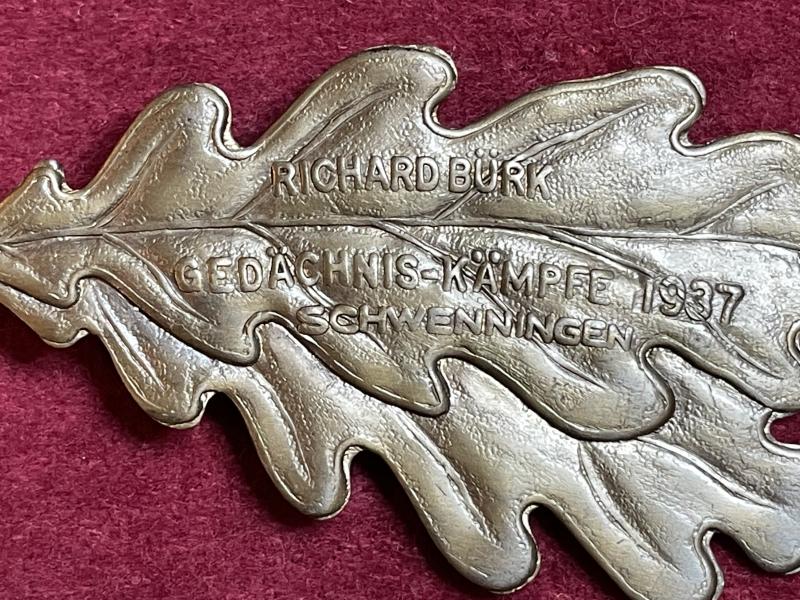 RICHARD BÜRK
GEDÄCHNIS-KÄMPFE 1937
SCHWENNINGEN